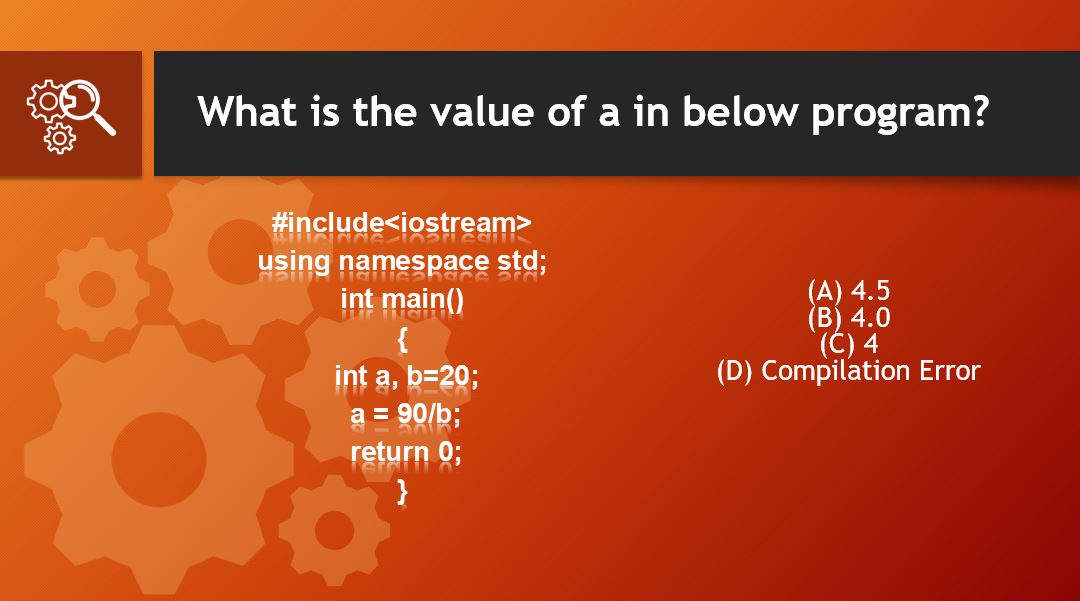 What is the value of a in below program?
#include<iostream>
using namespace std;
int main()
{
int a, b=20;
a = 90/b;
return 0;
}
(A) 4.5
(B) 4.0
(C) 4
(D) Compilation Error